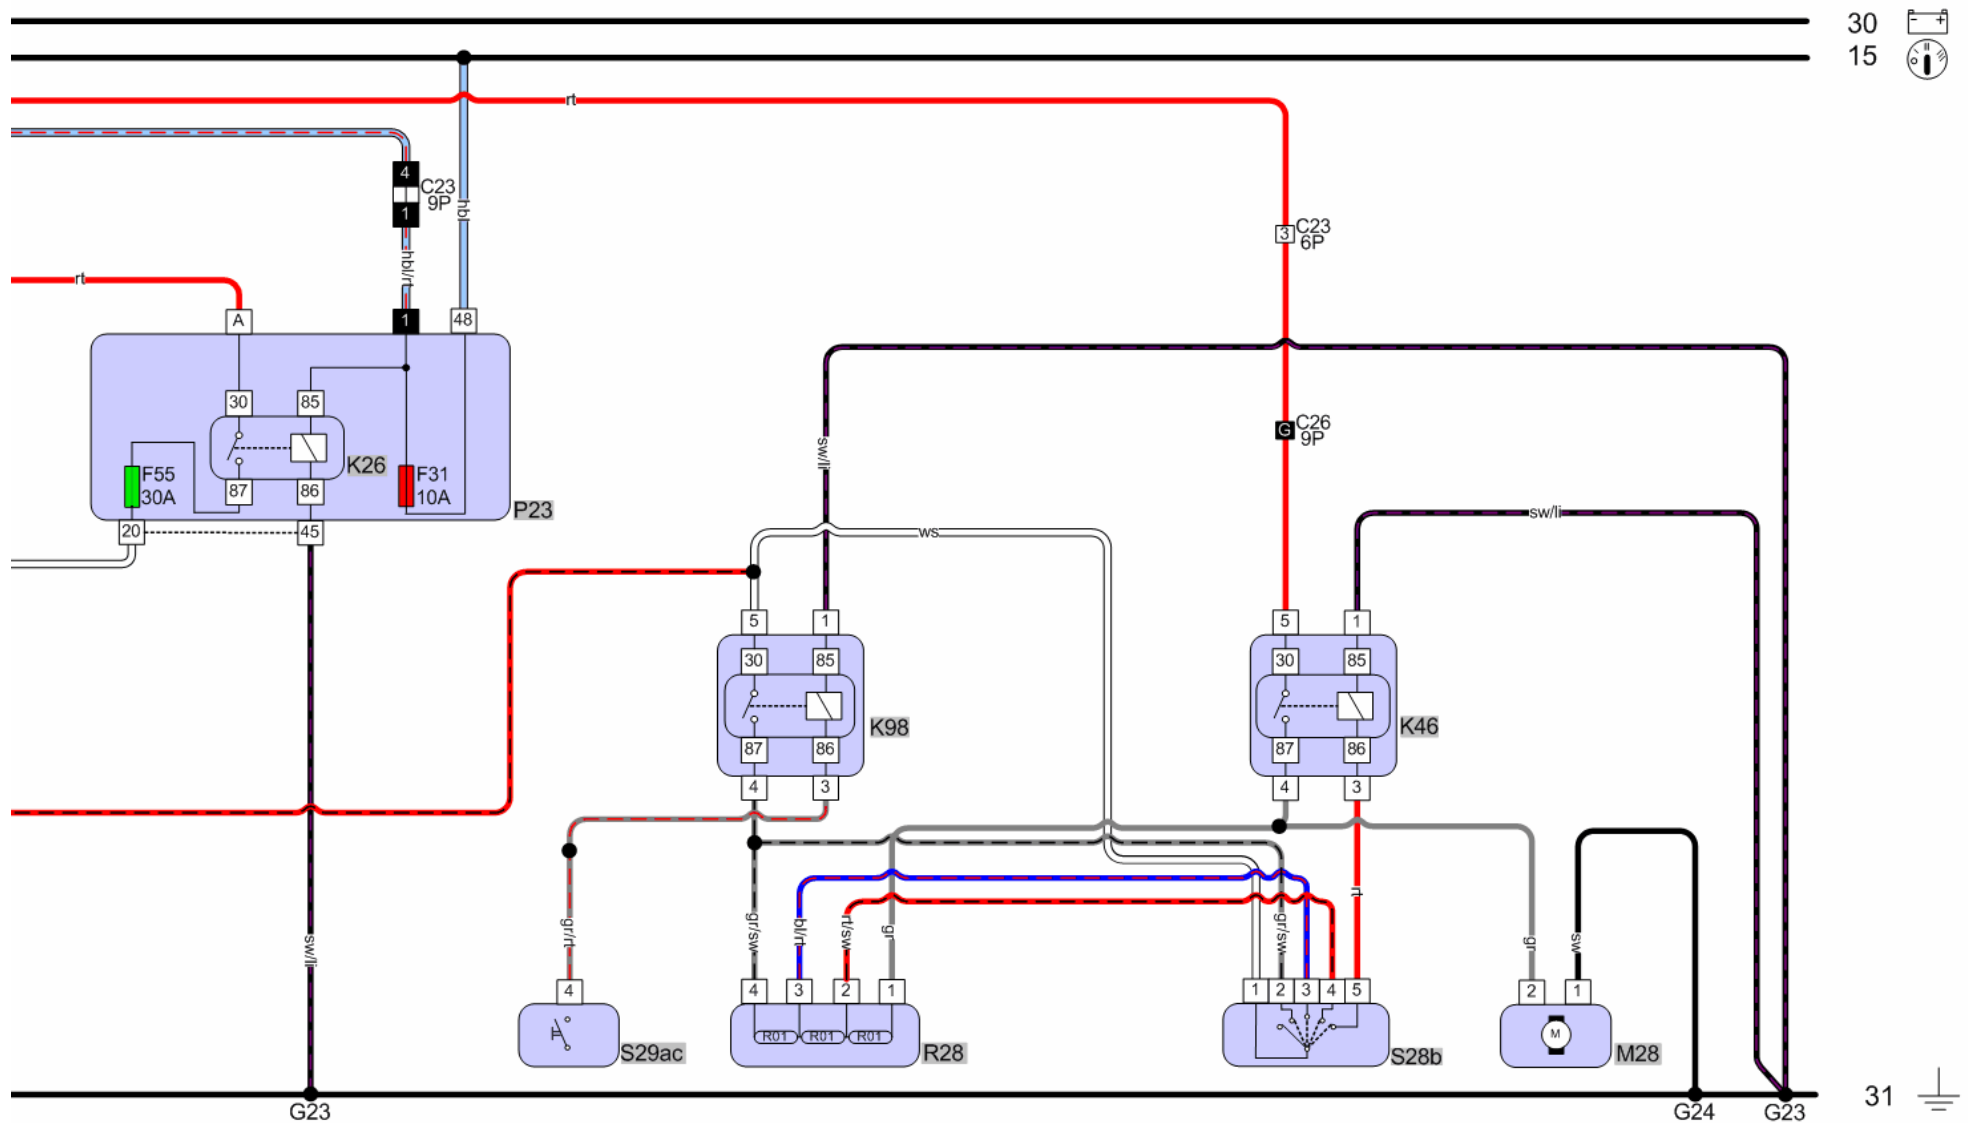 30
- +
15
rt
4
C23
9P
1
hbl
hbl/rt
3
C23
6P
rt
A
1
48
30
85
G
C26
9P
sw/li
K26
F55
30A
F31
10A
87
86
P23
20
45
sw/li
ws
5
1
5
1
30
85
30
85
K98
K46
87
86
87
86
4
3
4
3
rt
gr/rt
gr/sw
bl/rt
rt/sw
gr
gr/sw
gr
sw
sw/li
4
4
3
2
1
1
2
3
4
5
2
1
R01
R01
R01
M
S29ac
R28
S28b
M28
G23
G24
G23
31